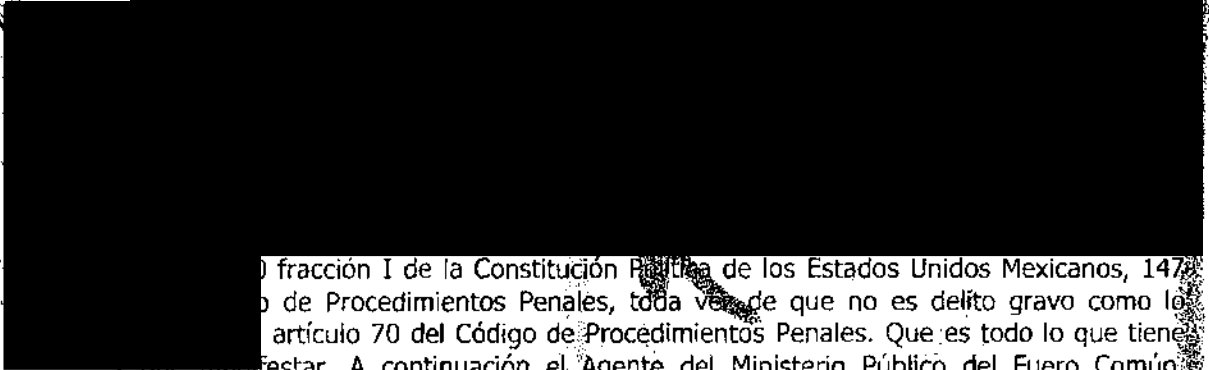 fracción I de la Constitución Política de los Estados Unidos Mexicanos, 147
de Procedimientos Penales, toda vez de que no es delito gravo como lo
artículo 70 del Código de Procedimientos Penales. Que es todo lo que tiene
festar. A continuación el Agente del Ministerio Público del Fuero Común